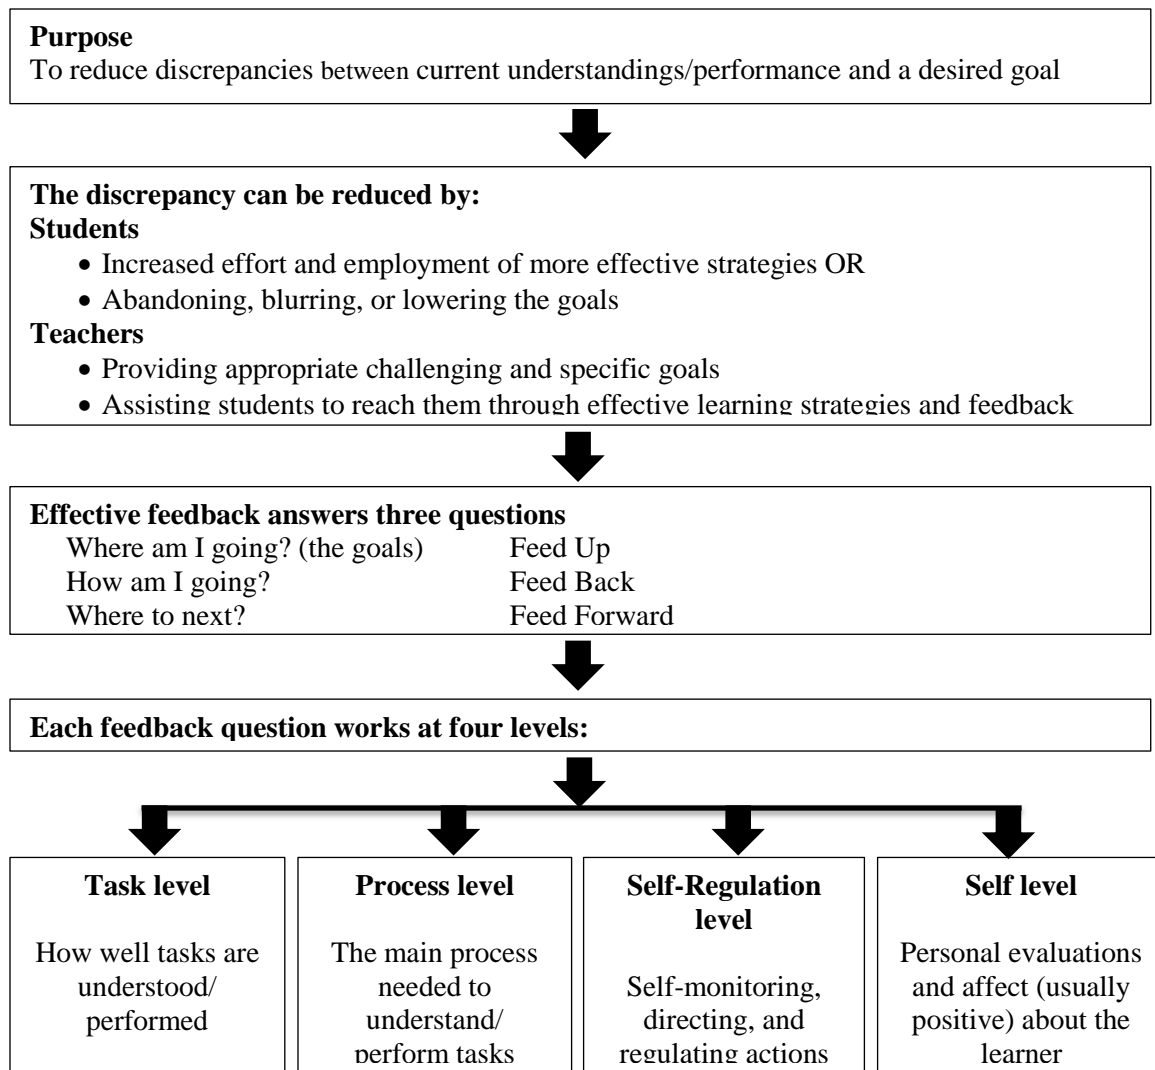 Purpose
To reduce discrepancies between current understandings/performance and a desired goal
The discrepancy can be reduced by:
Students
• Increased effort and employment of more effective strategies OR
• Abandoning, blurring, or lowering the goals
Teachers
• Providing appropriate challenging and specific goals
• Assisting students to reach them through effective learning strategies and feedback
Effective feedback answers three questions
Where am I going? (the goals) Feed Up
How am I going? Feed Back
Where to next? Feed Forward
Each feedback question works at four levels:
Task level
How well tasks are
understood/
performed
Process level
The main process
needed to
understand/
perform tasks
Self-Regulation
level
Self-monitoring,
directing, and
regulating actions
Self level
Personal evaluations
and affect (usually
positive) about the
learner